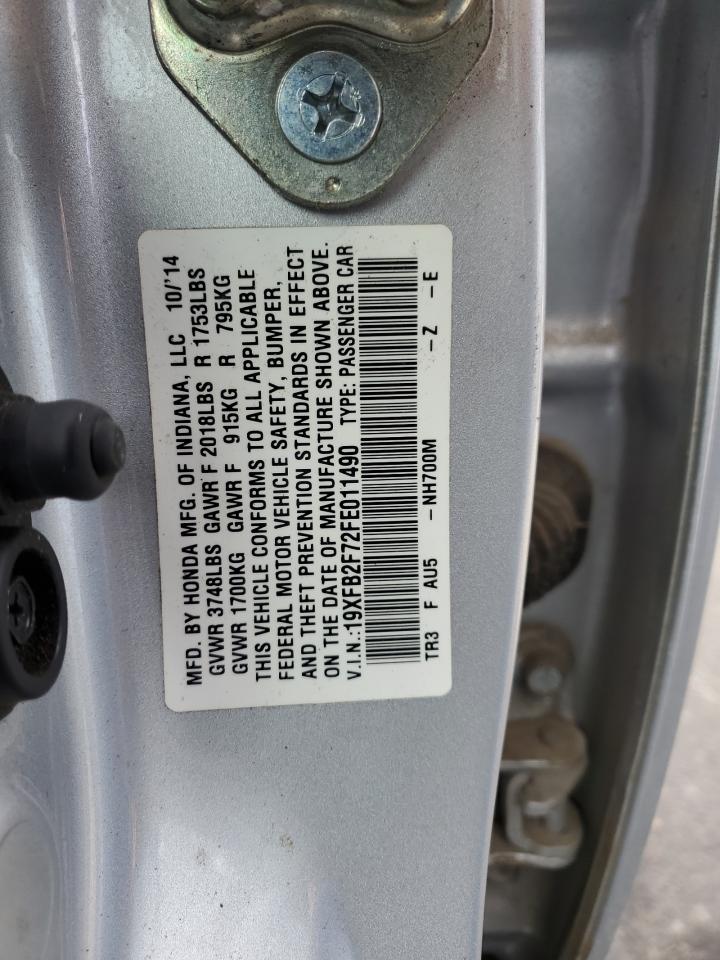 MFD. BY HONDA MFG. OF INDIANA, LLC 10/'14
GVWR 3748LBS GAWR F 2018LBS R 1753LBS
GVWR 1700KG GAWR F 915KG R 795KG
THIS VEHICLE CONFORMS TO ALL APPLICABLE
FEDERAL MOTOR VEHICLE SAFETY, BUMPER,
AND THEFT PREVENTION STANDARDS IN EFFECT
ON THE DATE OF MANUFACTURE SHOWN ABOVE.
V.I.N.:19XFB2F72FE011490 TYPE: PASSENGER CAR
TR3 F AU5 -NH700M -Z -E